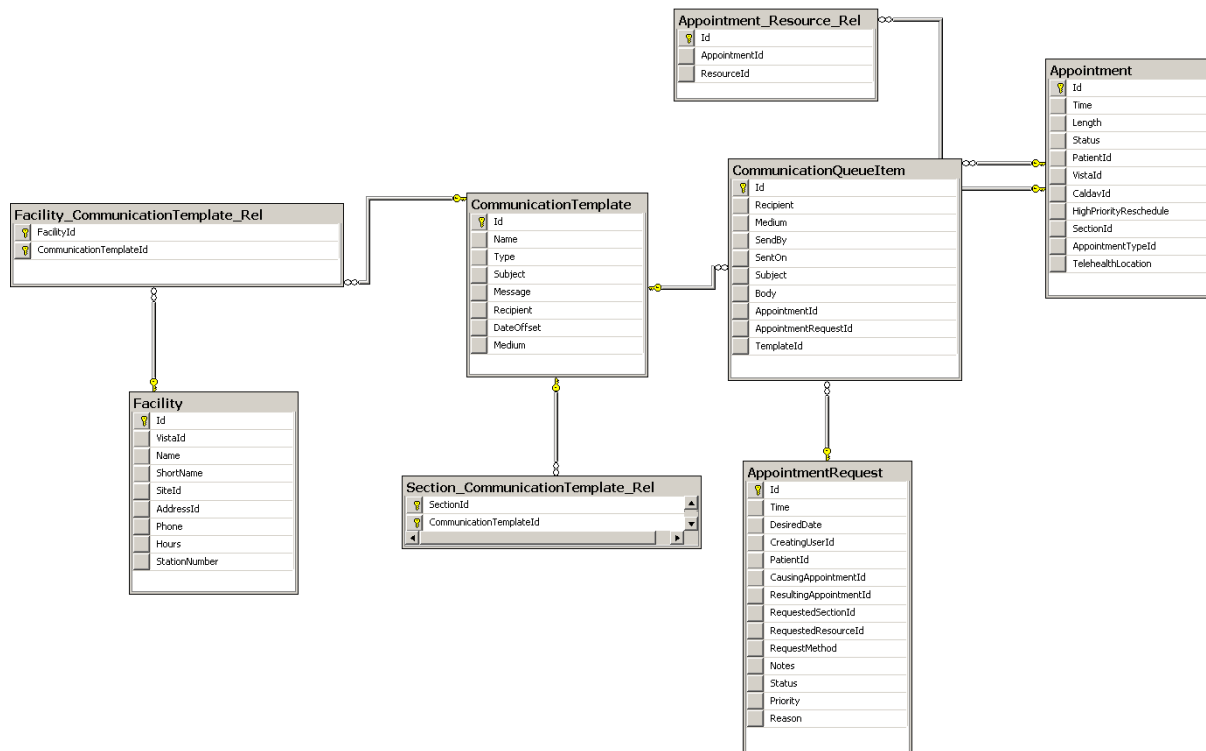 Appointment_Resource_Rel
Id
AppointmentId
ResourceId
Appointment
Id
Time
Length
Status
PatientId
VistaId
CaldavId
HighPriorityReschedule
SectionId
AppointmentTypeId
TelehealthLocation
CommunicationQueueItem
Id
Recipient
Medium
SendBy
SentOn
Subject
Body
AppointmentId
AppointmentRequestId
TemplateId
CommunicationTemplate
Id
Name
Type
Subject
Message
Recipient
DateOffset
Medium
Facility_CommunicationTemplate_Rel
FacilityId
CommunicationTemplateId
Facility
Id
VistaId
Name
ShortName
SiteId
AddressId
Phone
Hours
StationNumber
Section_CommunicationTemplate_Rel
SectionId
CommunicationTemplateId
AppointmentRequest
Id
Time
DesiredDate
CreatingUserId
PatientId
CausingAppointmentId
ResultingAppointmentId
RequestedSectionId
RequestedResourceId
RequestMethod
Notes
Status
Priority
Reason